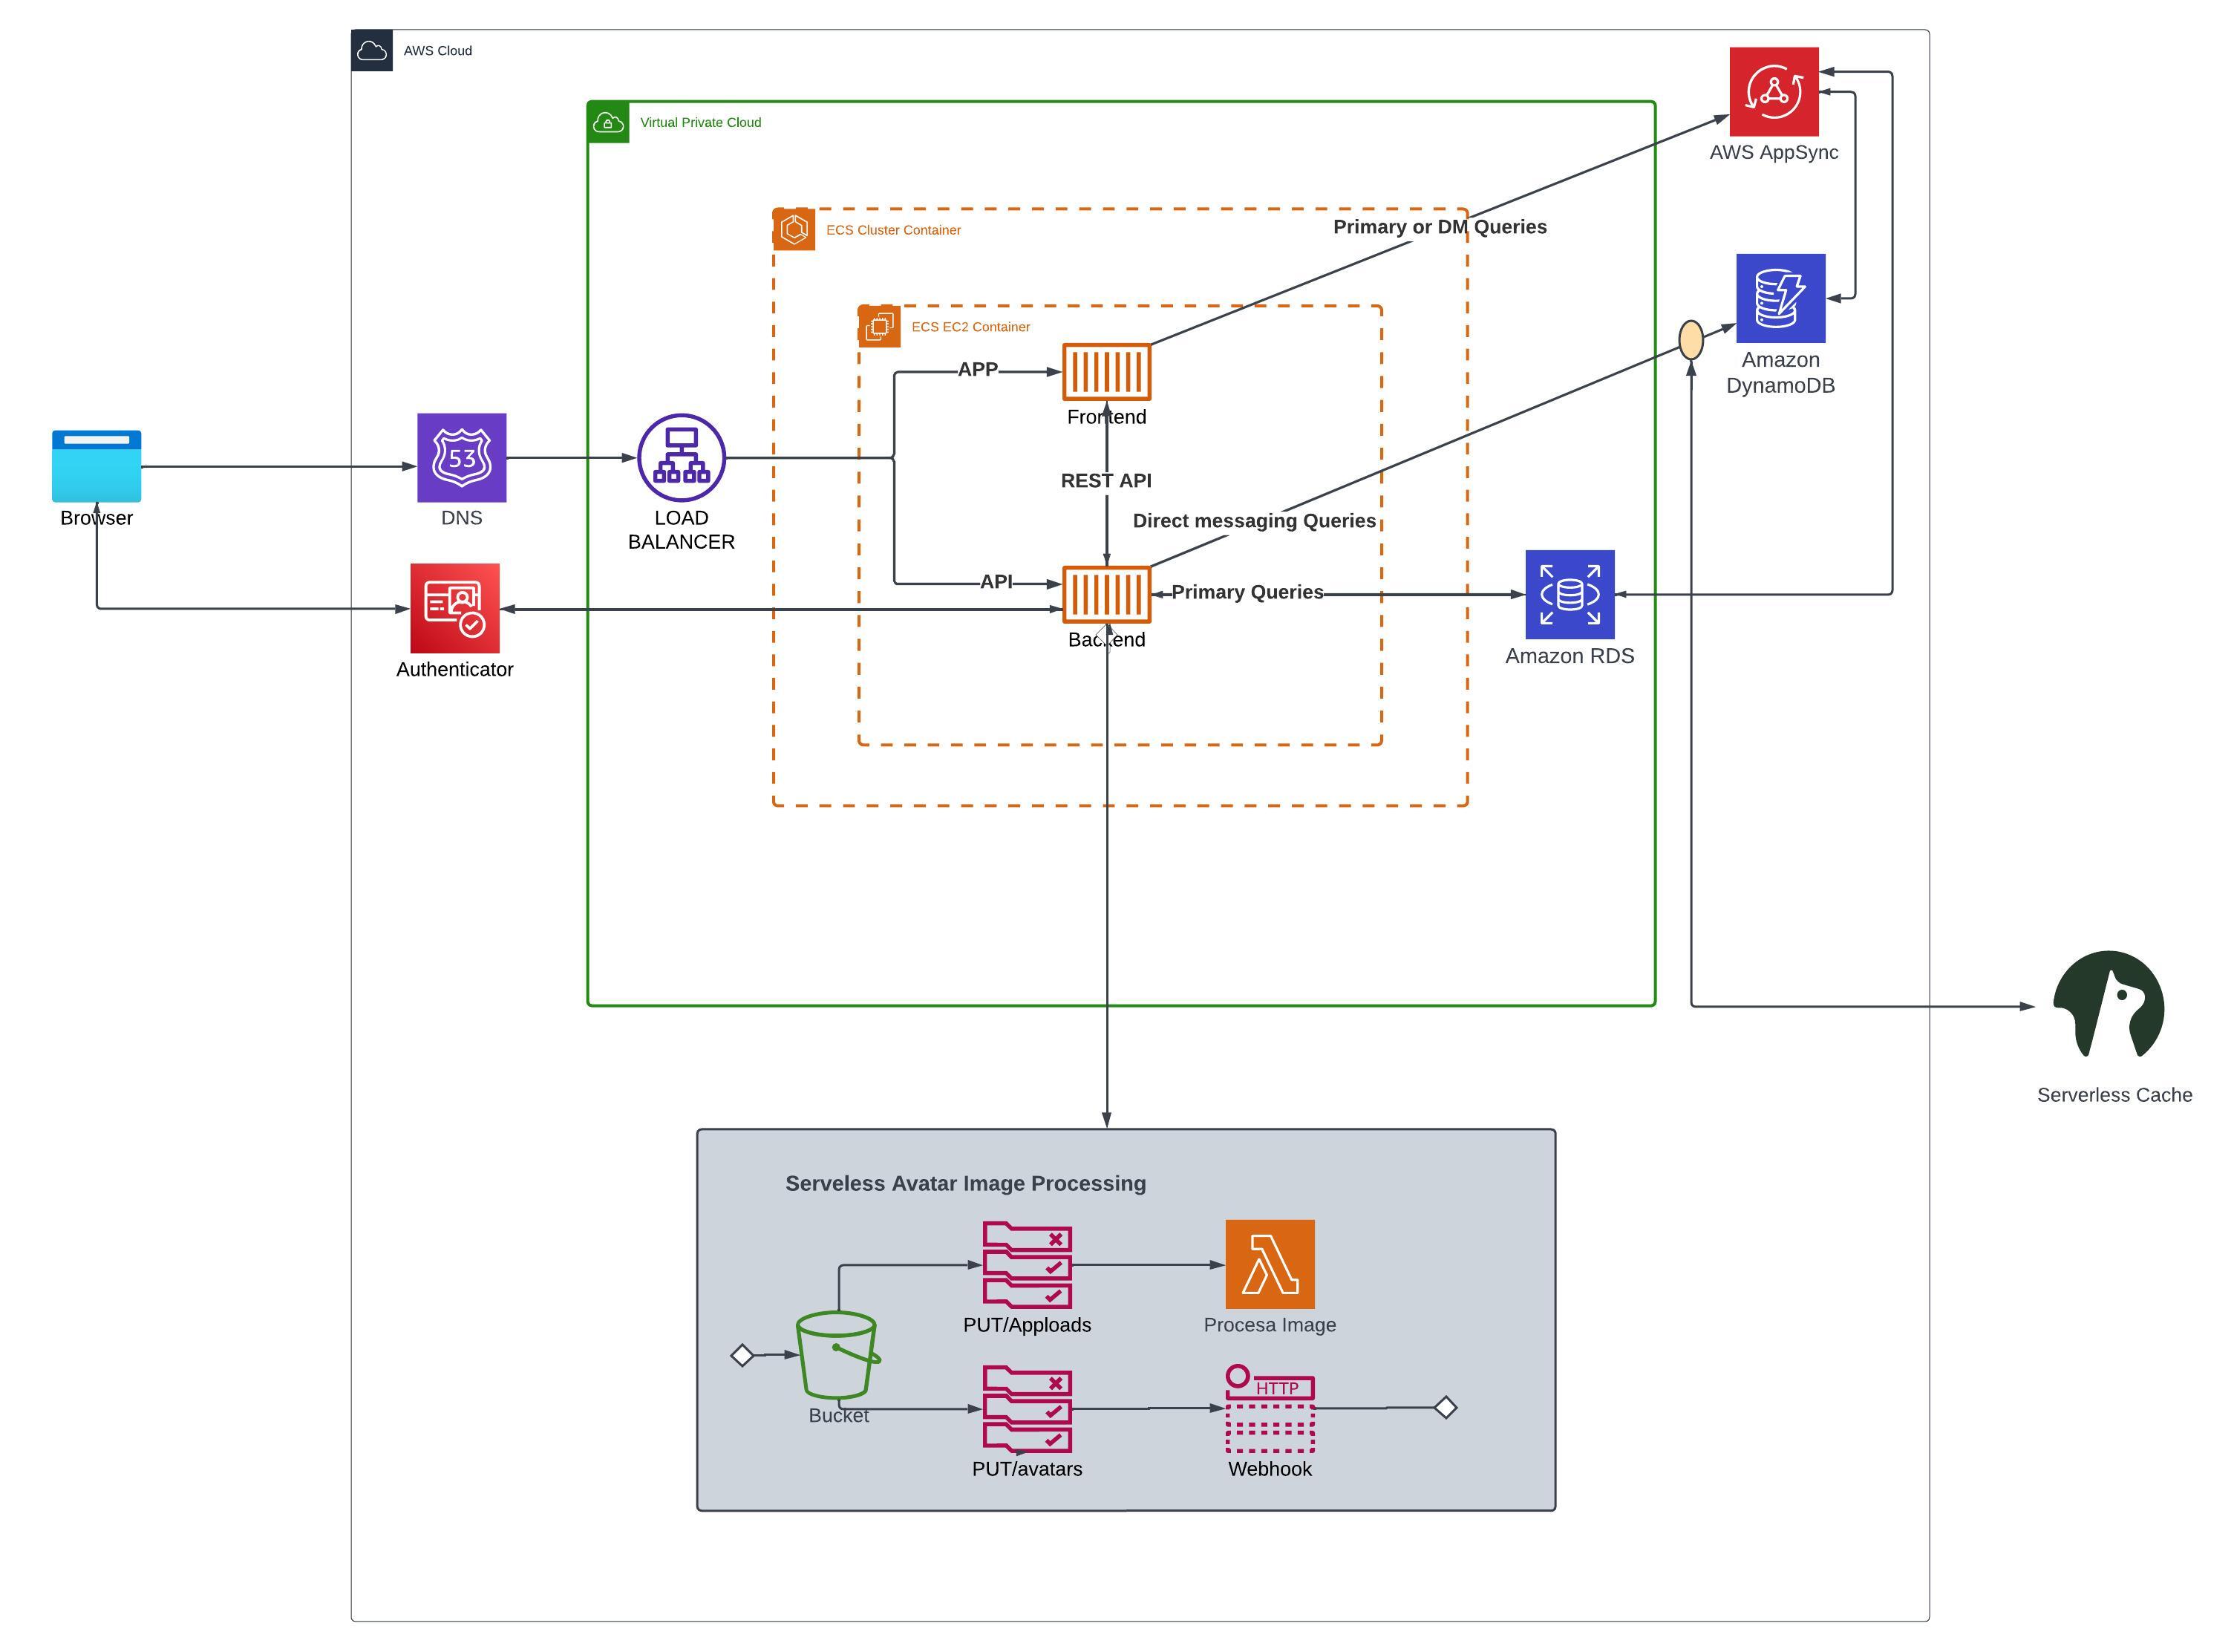 AWS Cloud
Virtual Private Cloud
AWS AppSync
ECS Cluster Container
Primary or DM Queries
ECS EC2 Container
Amazon
DynamoDB
APP
Frontend
53
REST API
Browser
DNS
LOAD
BALANCER
Direct messaging Queries
API
Primary Queries
Backend
Amazon RDS
Authenticator
Serverless Cache
Serveless Avatar Image Processing
PUT/Apploads
Procesa Image
HTTP
Bucket
PUT/avatars
Webhook